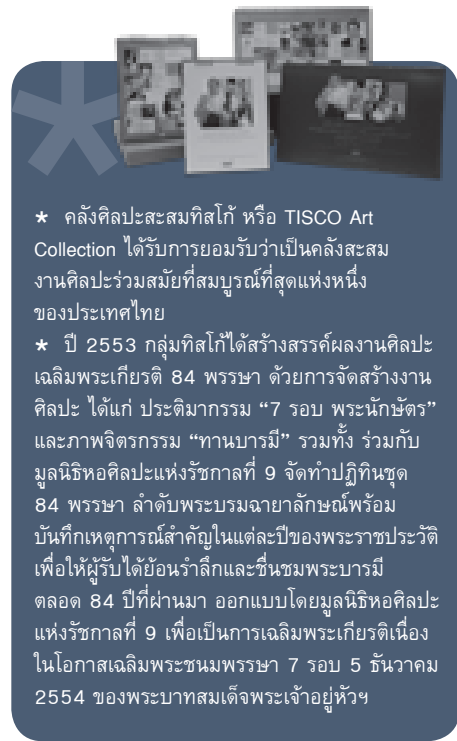 * คลังศิลปะสะสมทิสโก้ หรือ TISCO Art
Collection ได้รับการยอมรับว่าเป็นคลังสะสม
งานศิลปะร่วมสมัยที่สมบูรณ์ที่สุดแห่งหนึ่ง
ของประเทศไทย
* ปี 2553 กลุ่มทิสโก้ได้สร้างสรรค์ผลงานศิลปะ
เฉลิมพระเกียรติ 84 พรรษา ด้วยการจัดสร้างงาน
ศิลปะ ได้แก่ ประติมากรรม “7 รอบ พระนักษัตร”
และภาพจิตรกรรม “ทานบารมี” รวมทั้ง ร่วมกับ
มูลนิธิหอศิลปะแห่งรัชกาลที่ 9 จัดทำปฏิทินชุด
84 พรรษา ลำดับพระบรมฉายาลักษณ์พร้อม
บันทึกเหตุการณ์สำคัญในแต่ละปีของพระราชประวัติ
เพื่อให้ผู้รับได้ย้อนรำลึกและชื่นชมพระบารมี
ตลอด 84 ปีที่ผ่านมา ออกแบบโดยมูลนิธิหอศิลปะ
แห่งรัชกาลที่ 9 เพื่อเป็นการเฉลิมพระเกียรติเนื่อง
ในโอกาสเฉลิมพระชนมพรรษา 7 รอบ 5 ธันวาคม
2554 ของพระบาทสมเด็จพระเจ้าอยู่หัวฯ